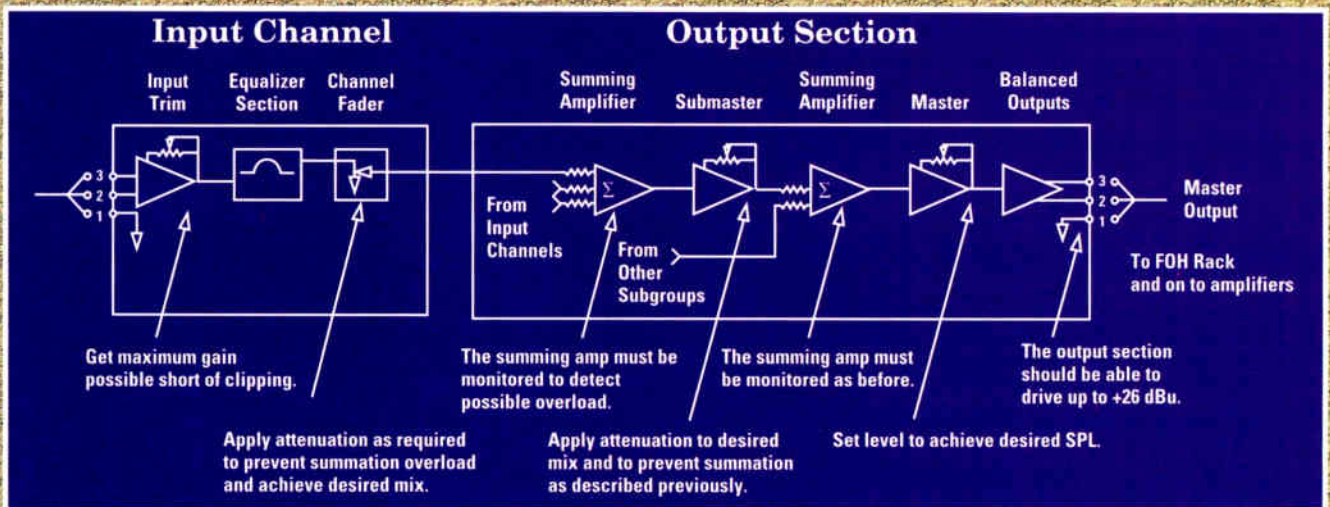 Input Channel
Output Section
Input
Trim
Equalizer
Section
Channel
Fader
Summing
Amplifier
Submaster
Summing
Amplifier
Master
Balanced
Outputs
3
2
1
Σ
Σ
3
2
1
From
Input
Channels
From
Other
Subgroups
Master
Output
To FOH Rack
and on to amplifiers
Get maximum gain
possible short of clipping.
The summing amp must be
monitored to detect
possible overload.
The summing amp must
be monitored as before.
The output section
should be able to
drive up to +26 dBu.
Apply attenuation as required
to prevent summation overload
and achieve desired mix.
Apply attenuation to desired
mix and to prevent summation
as described previously.
Set level to achieve desired SPL.